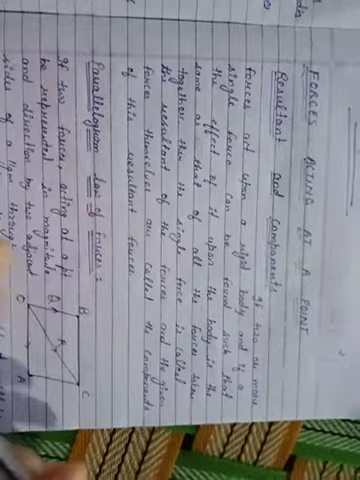 FORCES ACTING AT A POINT
Resultant and Components
If two or more
forces act upon a rigid body and if a
single force can be found such that
the effect of it upon the body is the
same as that of all the forces taken
together then the single force is called
the resultant of the forces and the given
forces themselves are called the components
of this resultant forces
Parallelogram law of forces :
If two forces, acting at a pt
be represented in magnitude
and direction by two adjacent
sides of a llgm through
B
C
Q
R
O
A